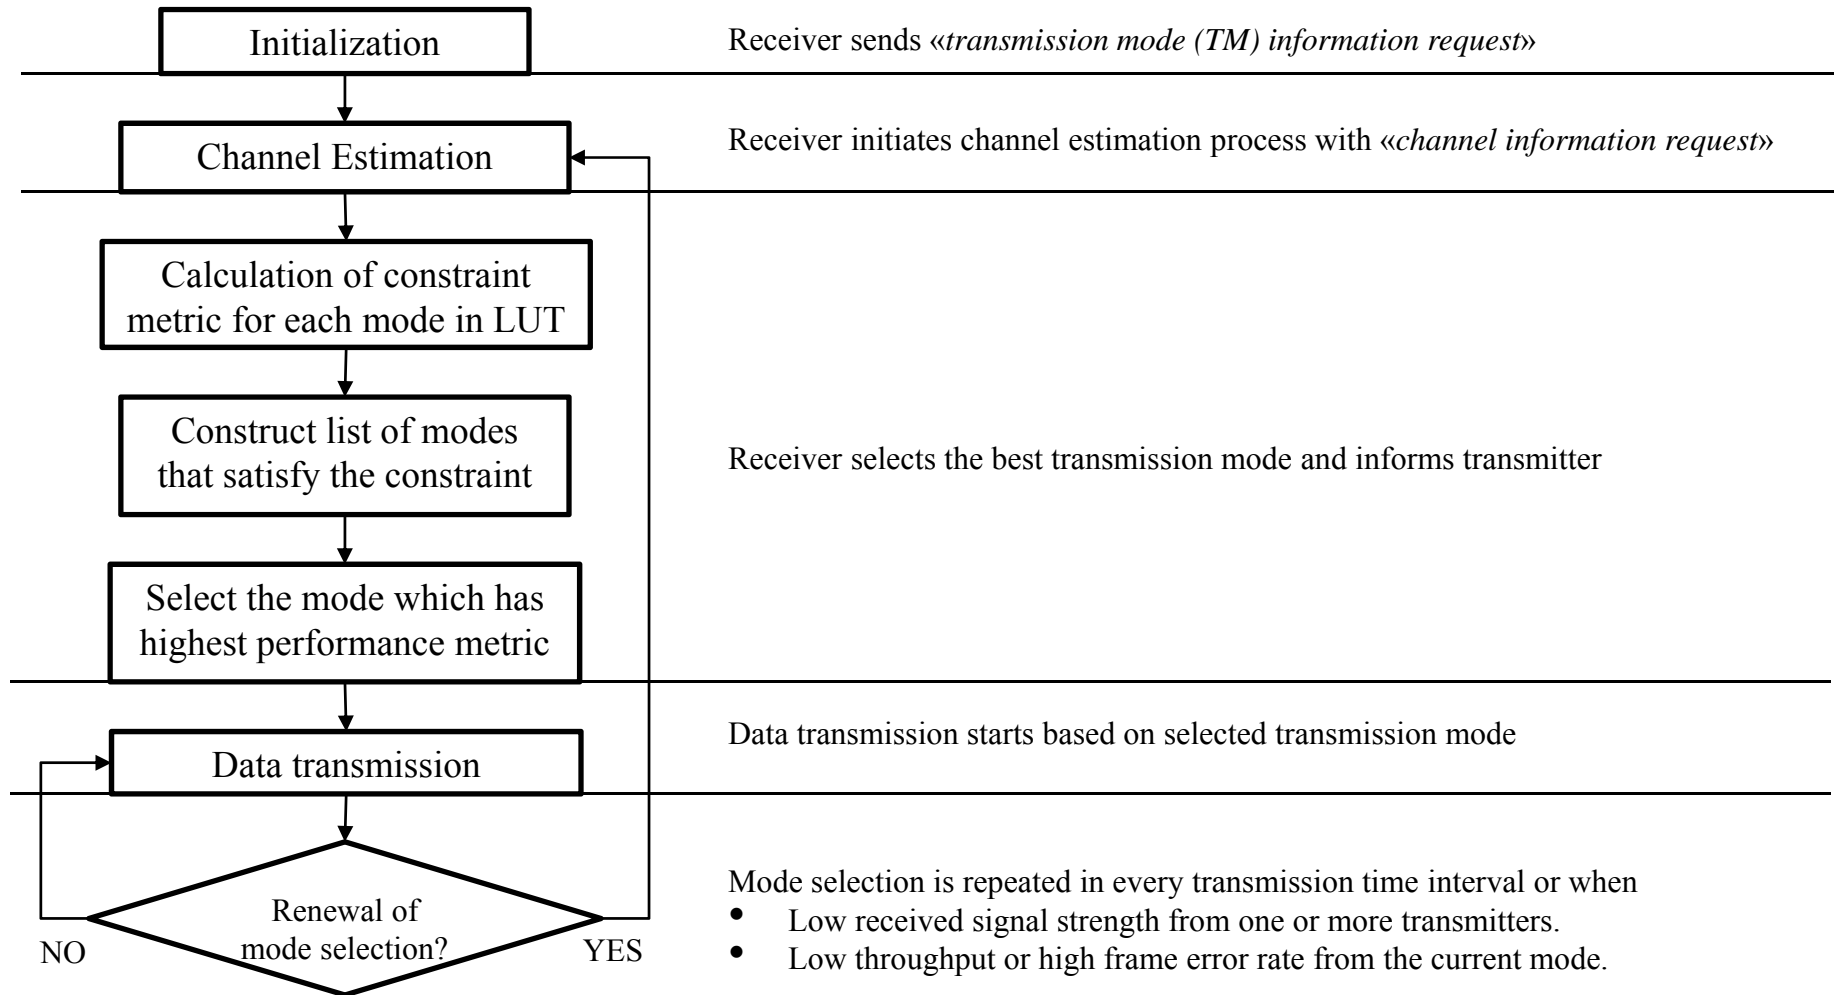 Initialization
Receiver sends «transmission mode (TM) information request»
Channel Estimation
Receiver initiates channel estimation process with «channel information request»
Calculation of constraint
metric for each mode in LUT
Construct list of modes
that satisfy the constraint
Receiver selects the best transmission mode and informs transmitter
Select the mode which has
highest performance metric
Data transmission
Data transmission starts based on selected transmission mode
Renewal of
mode selection?
NO
YES
Mode selection is repeated in every transmission time interval or when
• Low received signal strength from one or more transmitters.
• Low throughput or high frame error rate from the current mode.